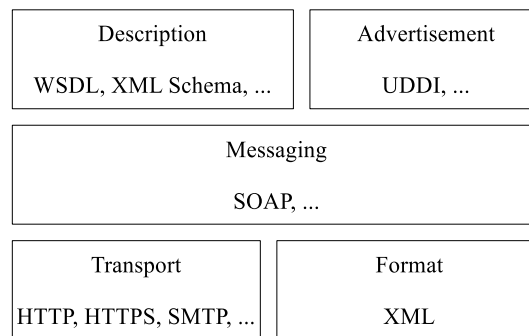 Description
WSDL, XML Schema, ...
Advertisement
UDDI, ...
Messaging
SOAP, ...
Transport
HTTP, HTTPS, SMTP, ...
Format
XML